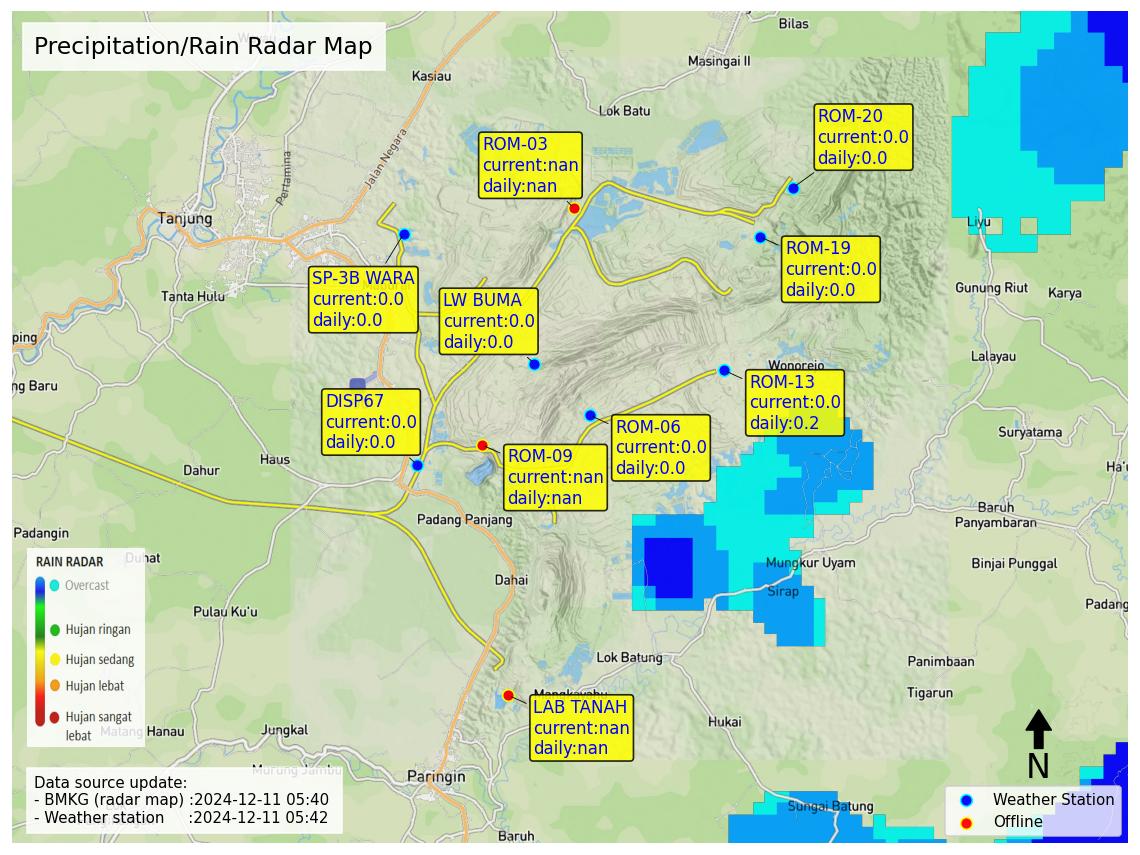 Precipitation/Rain Radar Map
Bilas
Masingai II
Kasiau
Lok Batu
Jalan Negara
Pertamina
Tanjung
Tanta Hulu
ROM-03
current:nan
daily:nan
ROM-20
current:0.0
daily:0.0
ROM-19
current:0.0
daily:0.0
SP-3B WARA
current:0.0
daily:0.0
LW BUMA
current:0.0
daily:0.0
Liyu
Gunung Riut
Karya
Lalayau
Wonorejo
ROM-13
current:0.0
daily:0.2
DISP67
current:0.0
daily:0.0
ROM-06
current:0.0
daily:0.0
ROM-09
current:nan
daily:nan
ping
ng Baru
Dahur
Haus
Suryatama
Ha'u
Baruh
Panyambaran
Padang Panjang
Padangin
Duhat
Dahai
Mungkur Uyam
Binjai Punggal
Sirap
Padang
Pulau Ku'u
RAIN RADAR
Overcast
Hujan ringan
Hujan sedang
Hujan lebat
Hujan sangat
lebat
Lok Batung
Panimbaan
Tigarun
Mangkayahu
LAB TANAH
current:nan
daily:nan
Hukai
Matang Hanau
Jungkal
Murung Jambu
Paringin
Baruh
Sungai Batung
N
Data source update:
- BMKG (radar map) :2024-12-11 05:40
- Weather station :2024-12-11 05:42
Weather Station
Offline